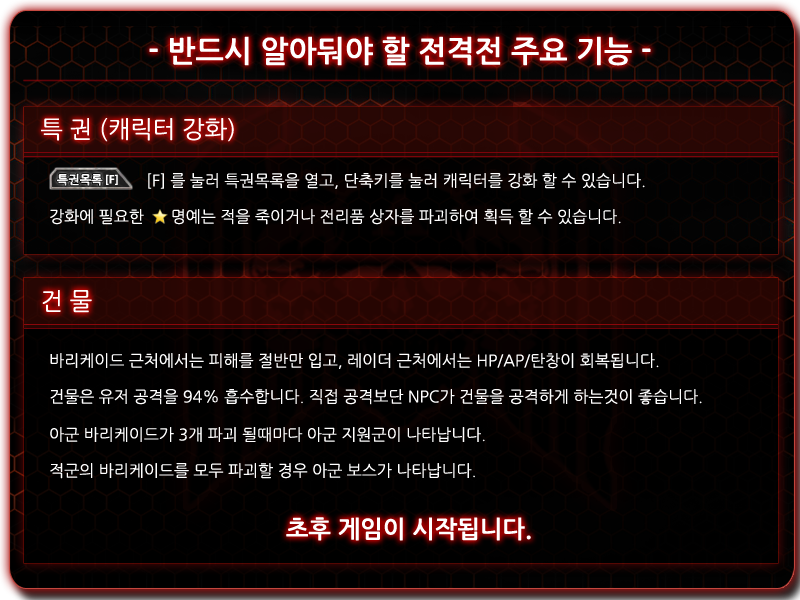 - 반드시 알아둬야 할 전격전 주요 기능 -
특 권 (캐릭터 강화)
특권목록 [F] [F] 를 눌러 특권목록을 열고, 단축키를 눌러 캐릭터를 강화 할 수 있습니다.
강화에 필요한 ⭐명예는 적을 죽이거나 전리품 상자를 파괴하여 획득 할 수 있습니다.
건 물
바리케이드 근처에서는 피해를 절반만 입고, 레이더 근처에서는 HP/AP/탄창이 회복됩니다.
건물은 유저 공격을 94% 흡수합니다. 직접 공격보단 NPC가 건물을 공격하게 하는것이 좋습니다.
아군 바리케이드가 3개 파괴 될때마다 아군 지원군이 나타납니다.
적군의 바리케이드를 모두 파괴할 경우 아군 보스가 나타납니다.
초후 게임이 시작됩니다.